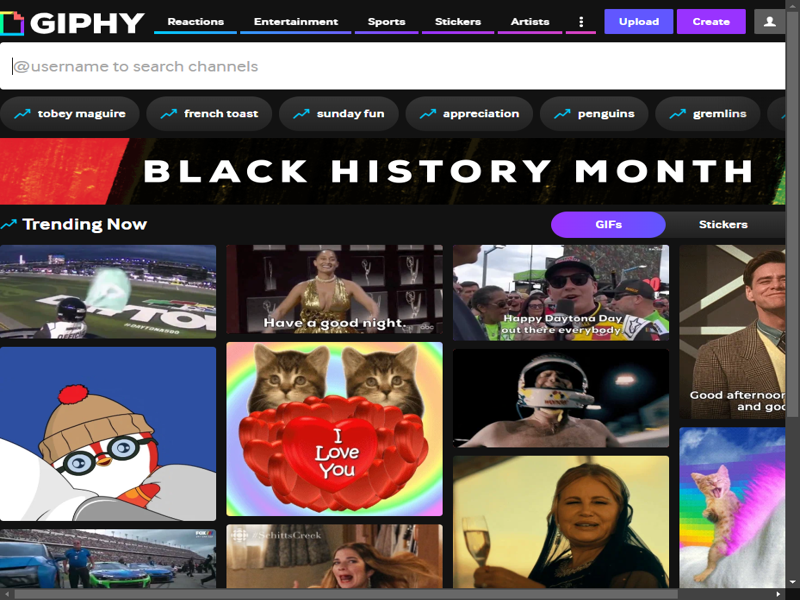 GIPHY
Reactions
Entertainment
Sports
Stickers
Artists
Upload
Create
@username to search channels
tobey maguire
french toast
sunday fun
appreciation
penguins
gremlins
BLACK HISTORY MONTH
Trending Now
GIFs
Stickers
Have a good night.
abc
Happy Daytona Day
out there everybody
Good afternoon
and goo
I
Love
You
#SchittsCreek